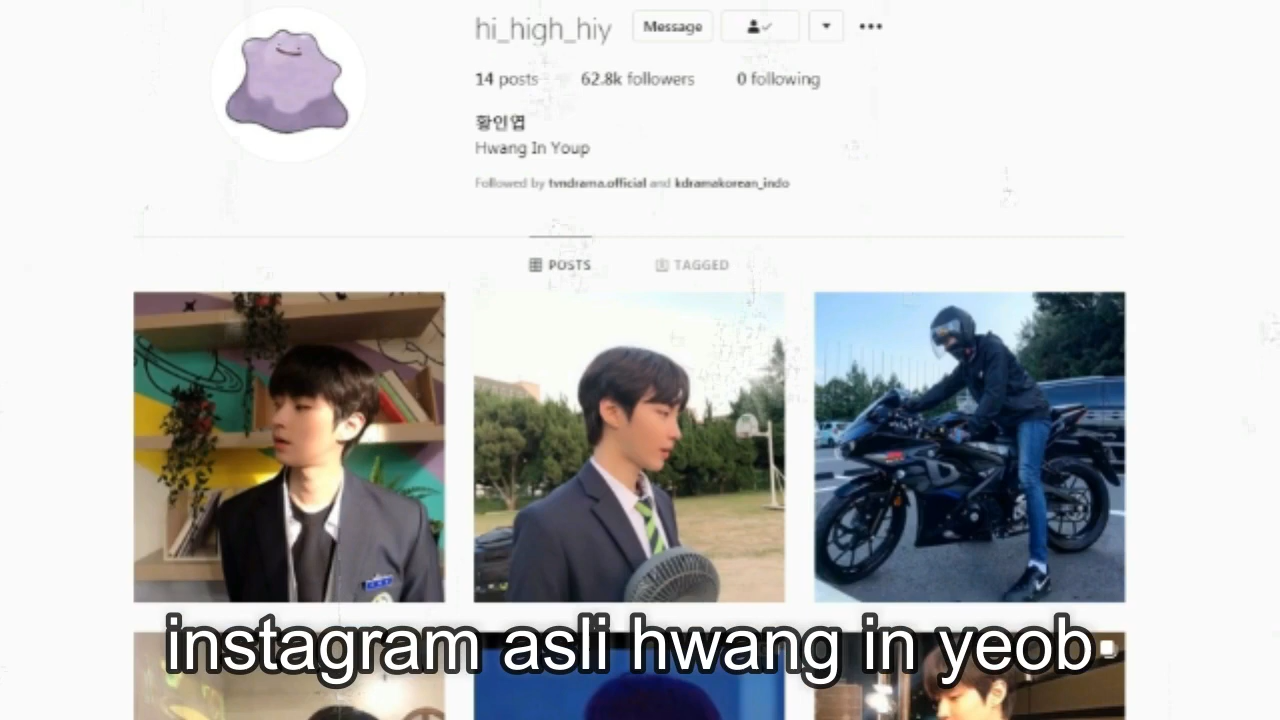 hi_high_hiy Message
14 posts 62.8k followers 0 following
황인엽
Hwang In Youp
Followed by tvndrama.official and kdramakorean_indo
POSTS TAGGED
instagram asli hwang in yeob